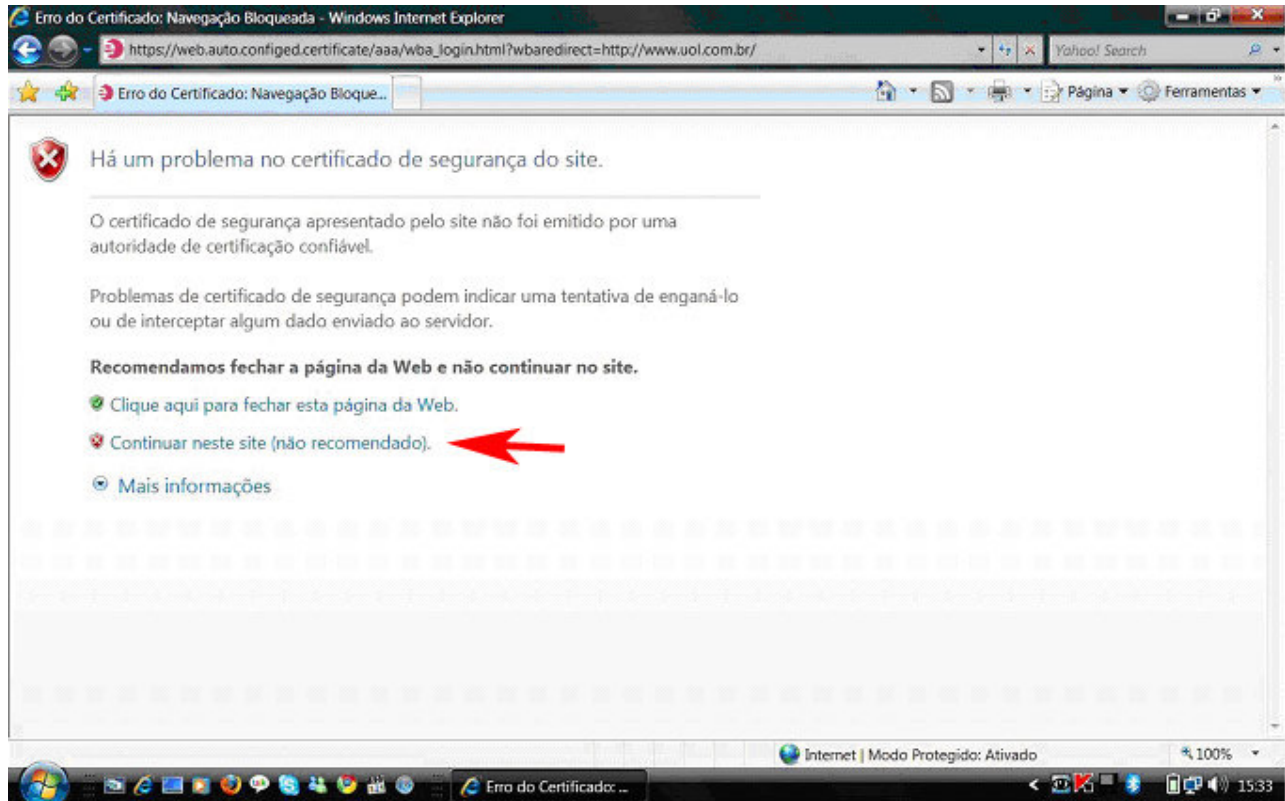 Erro do Certificado: Navegação Bloqueada - Windows Internet Explorer
https://web.auto.configed.certificate/aaa/wba_login.html?wbaredirect=http://www.uol.com.br/
Yahoo! Search
Erro do Certificado: Navegação Bloque...
Página
Ferramentas
Há um problema no certificado de segurança do site.
O certificado de segurança apresentado pelo site não foi emitido por uma
autoridade de certificação confiável.
Problemas de certificado de segurança podem indicar uma tentativa de enganá-lo
ou de interceptar algum dado enviado ao servidor.
Recomendamos fechar a página da Web e não continuar no site.
Clique aqui para fechar esta página da Web.
Continuar neste site (não recomendado).
Mais informações
Internet | Modo Protegido: Ativado
100%
Erro do Certificado: ...
15:33